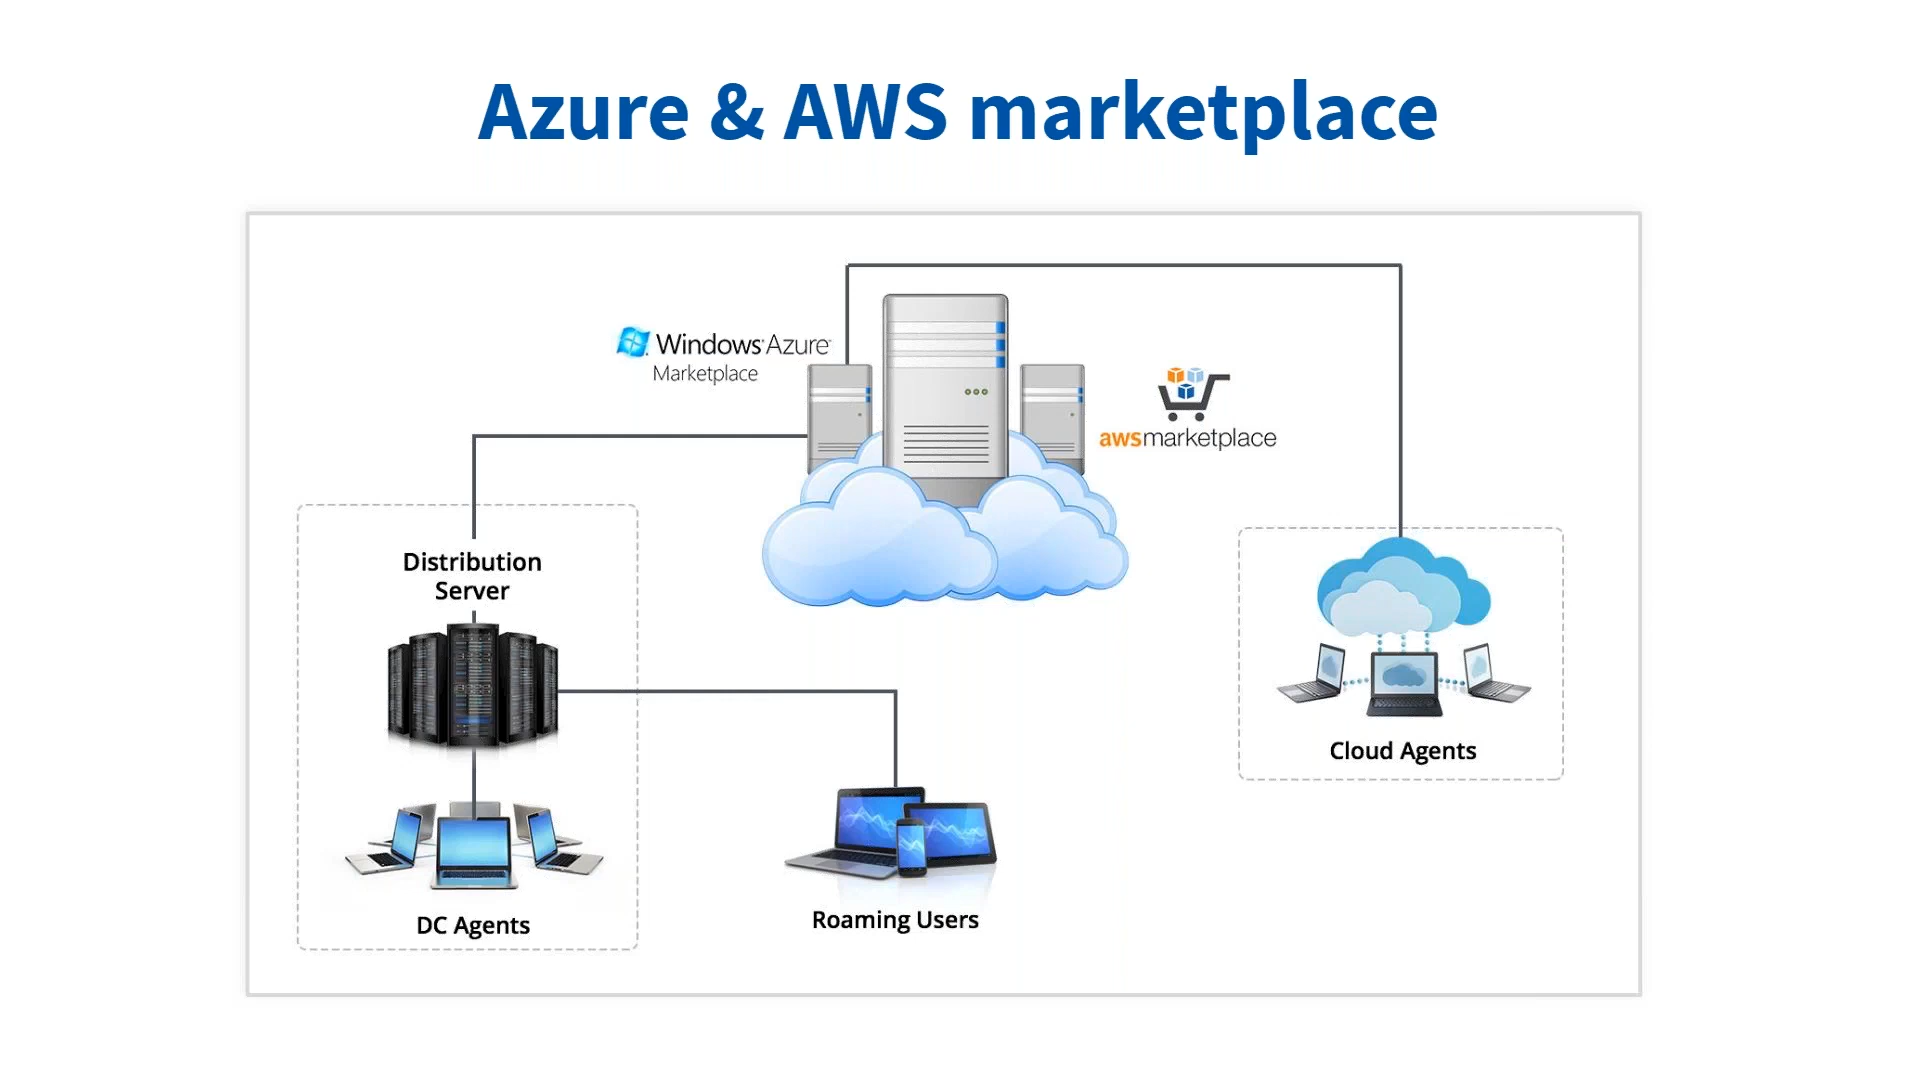 Azure & AWS marketplace
Windows Azure
Marketplace
awsmarketplace
Distribution
Server
Cloud Agents
DC Agents
Roaming Users